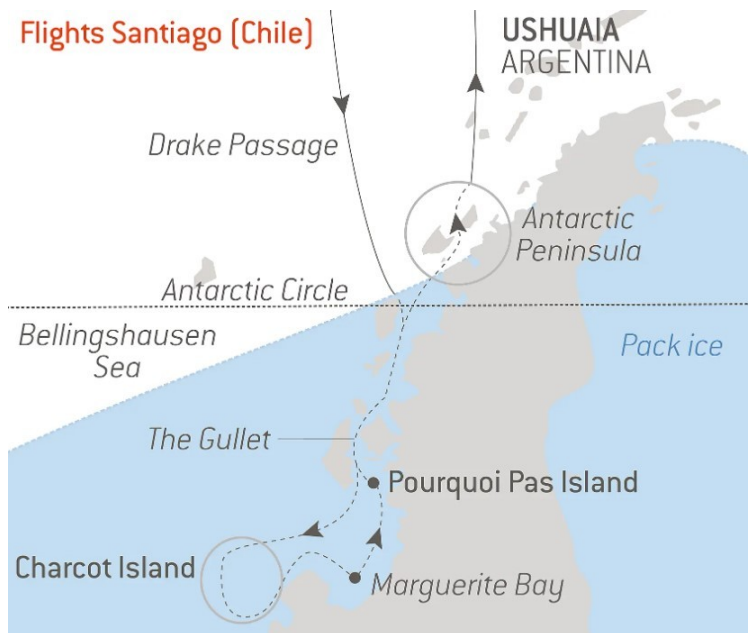 Flights Santiago (Chile)
USHUAIA
ARGENTINA
Drake Passage
Antarctic
Peninsula
Antarctic Circle
Bellingshausen
Sea
Pack ice
The Gullet
Pourquoi Pas Island
Charcot Island
Marguerite Bay